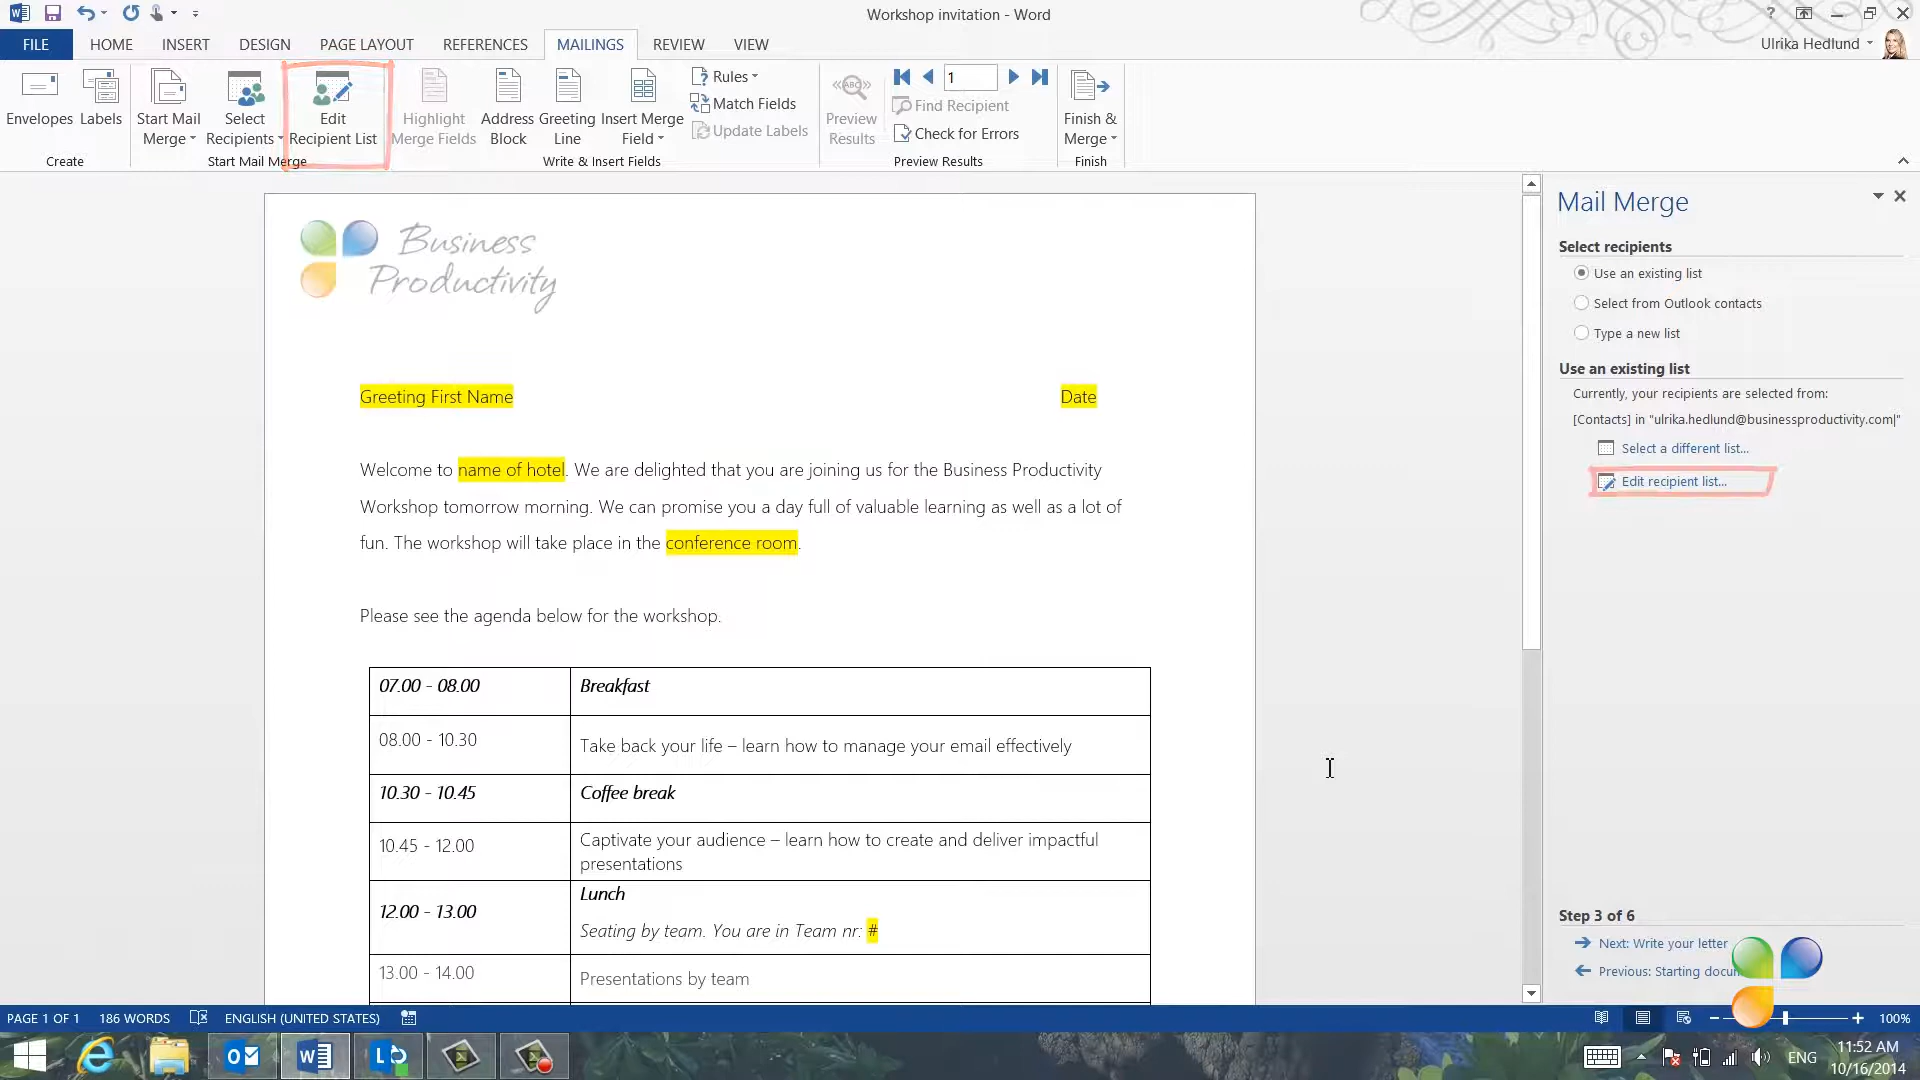 Workshop invitation - Word
?
FILE HOME INSERT DESIGN PAGE LAYOUT REFERENCES MAILINGS REVIEW VIEW
Ulrika Hedlund
Envelopes
Labels
Start Mail
Merge
Select
Recipients
Edit
Recipient List
Highlight
Merge Fields
Address
Block
Greeting
Line
Insert Merge
Field
Rules
Match Fields
Update Labels
ABC
Preview
Results
1
Find Recipient
Check for Errors
Finish &
Merge
Create
Start Mail Merge
Write & Insert Fields
Preview Results
Finish
Business
Productivity
Greeting First Name Date
Welcome to name of hotel. We are delighted that you are joining us for the Business Productivity
Workshop tomorrow morning. We can promise you a day full of valuable learning as well as a lot of
fun. The workshop will take place in the conference room.
Please see the agenda below for the workshop.
07.00 - 08.00 Breakfast
08.00 - 10.30 Take back your life – learn how to manage your email effectively
10.30 - 10.45 Coffee break
10.45 - 12.00 Captivate your audience – learn how to create and deliver impactful
presentations
12.00 - 13.00 Lunch
Seating by team. You are in Team nr: #
13.00 - 14.00 Presentations by team
Mail Merge
Select recipients
Use an existing list
Select from Outlook contacts
Type a new list
Use an existing list
Currently, your recipients are selected from:
[Contacts] in "ulrika.hedlund@businessproductivity.com|"
Select a different list...
Edit recipient list...
Step 3 of 6
Next: Write your letter
Previous: Starting docu
PAGE 1 OF 1 186 WORDS ENGLISH (UNITED STATES)
100%
ENG
11:52 AM
10/16/2014